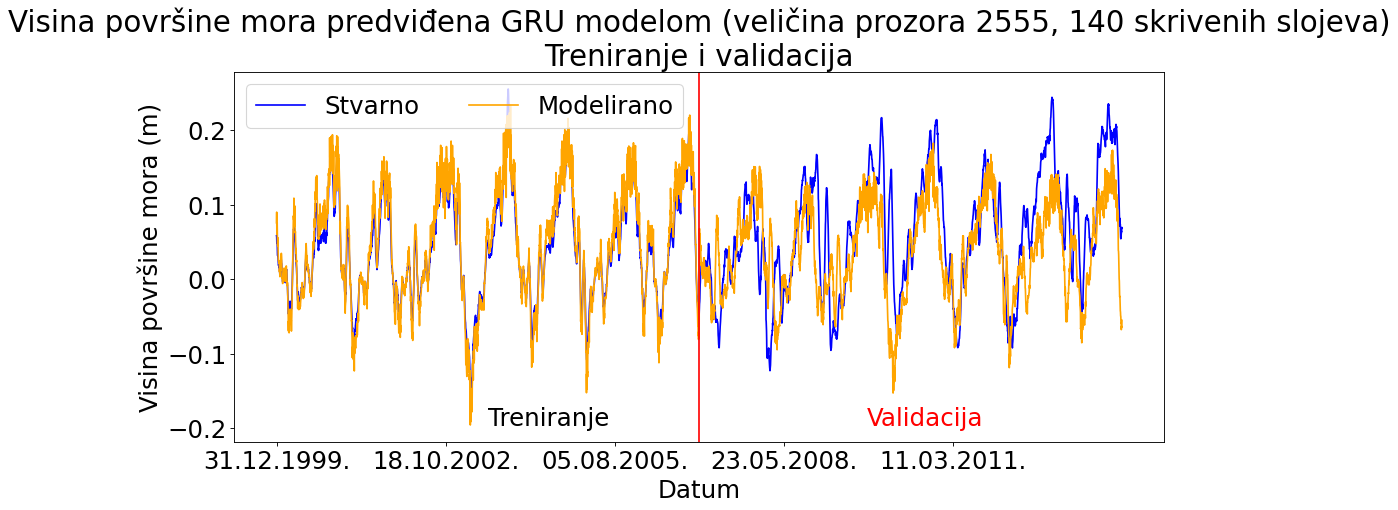 Visina površine mora predviđena GRU modelom (veličina prozora 2555, 140 skrivenih slojeva)
Treniranje i validacija
Stvarno
Modelirano
Visina površine mora (m)
0.2
0.1
0.0
−0.1
−0.2
Treniranje
Validacija
31.12.1999.
18.10.2002.
05.08.2005.
23.05.2008.
11.03.2011.
Datum